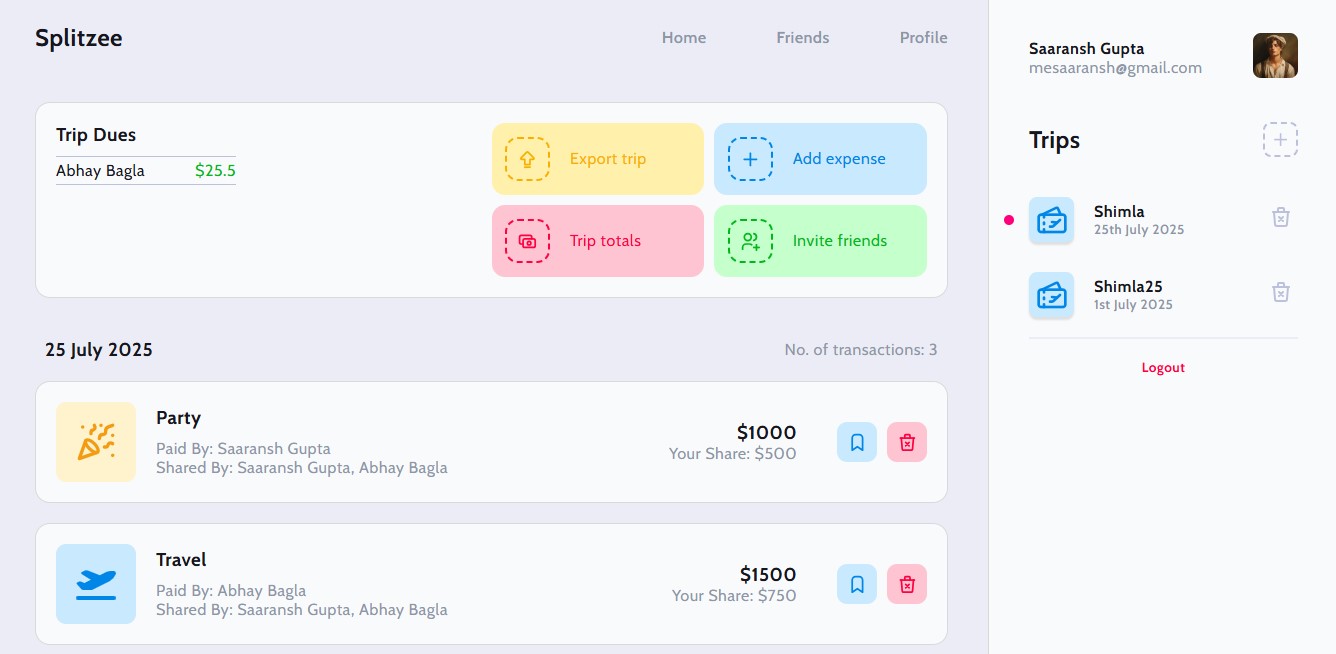 Splitzee
Home
Friends
Profile
Trip Dues
Abhay Bagla $25.5
Export trip
Add expense
Trip totals
Invite friends
25 July 2025
No. of transactions: 3
Party
Paid By: Saaransh Gupta
Shared By: Saaransh Gupta, Abhay Bagla
$1000
Your Share: $500
Travel
Paid By: Abhay Bagla
Shared By: Saaransh Gupta, Abhay Bagla
$1500
Your Share: $750
Saaransh Gupta
mesaaransh@gmail.com
Trips
Shimla
25th July 2025
Shimla25
1st July 2025
Logout